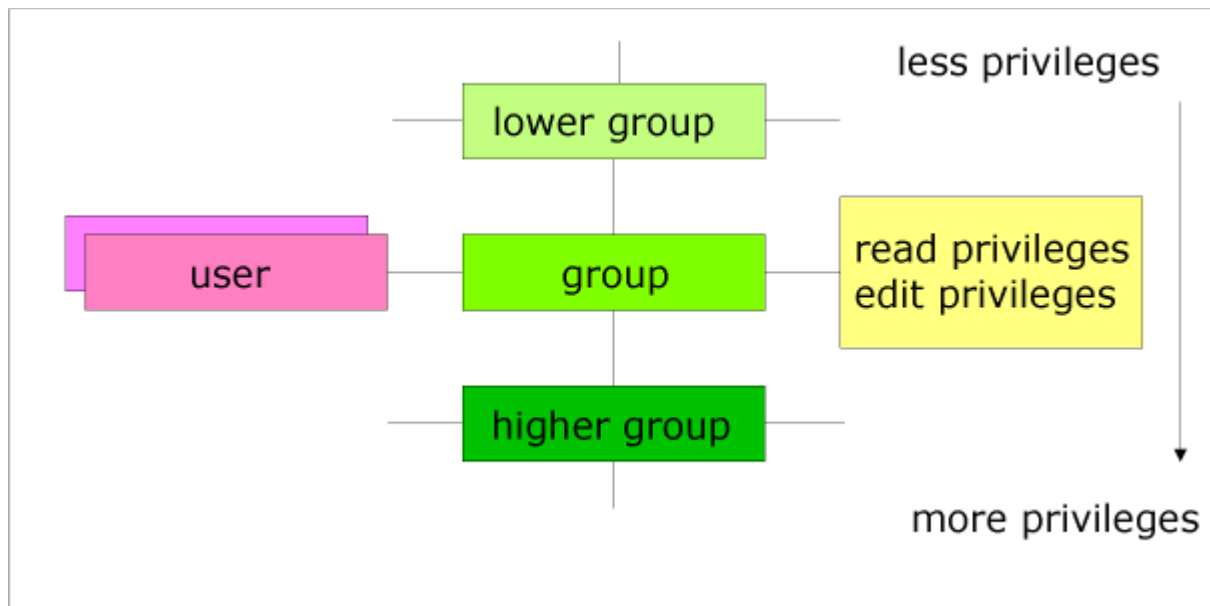 less privileges
lower group
user
group
read privileges
edit privileges
higher group
more privileges